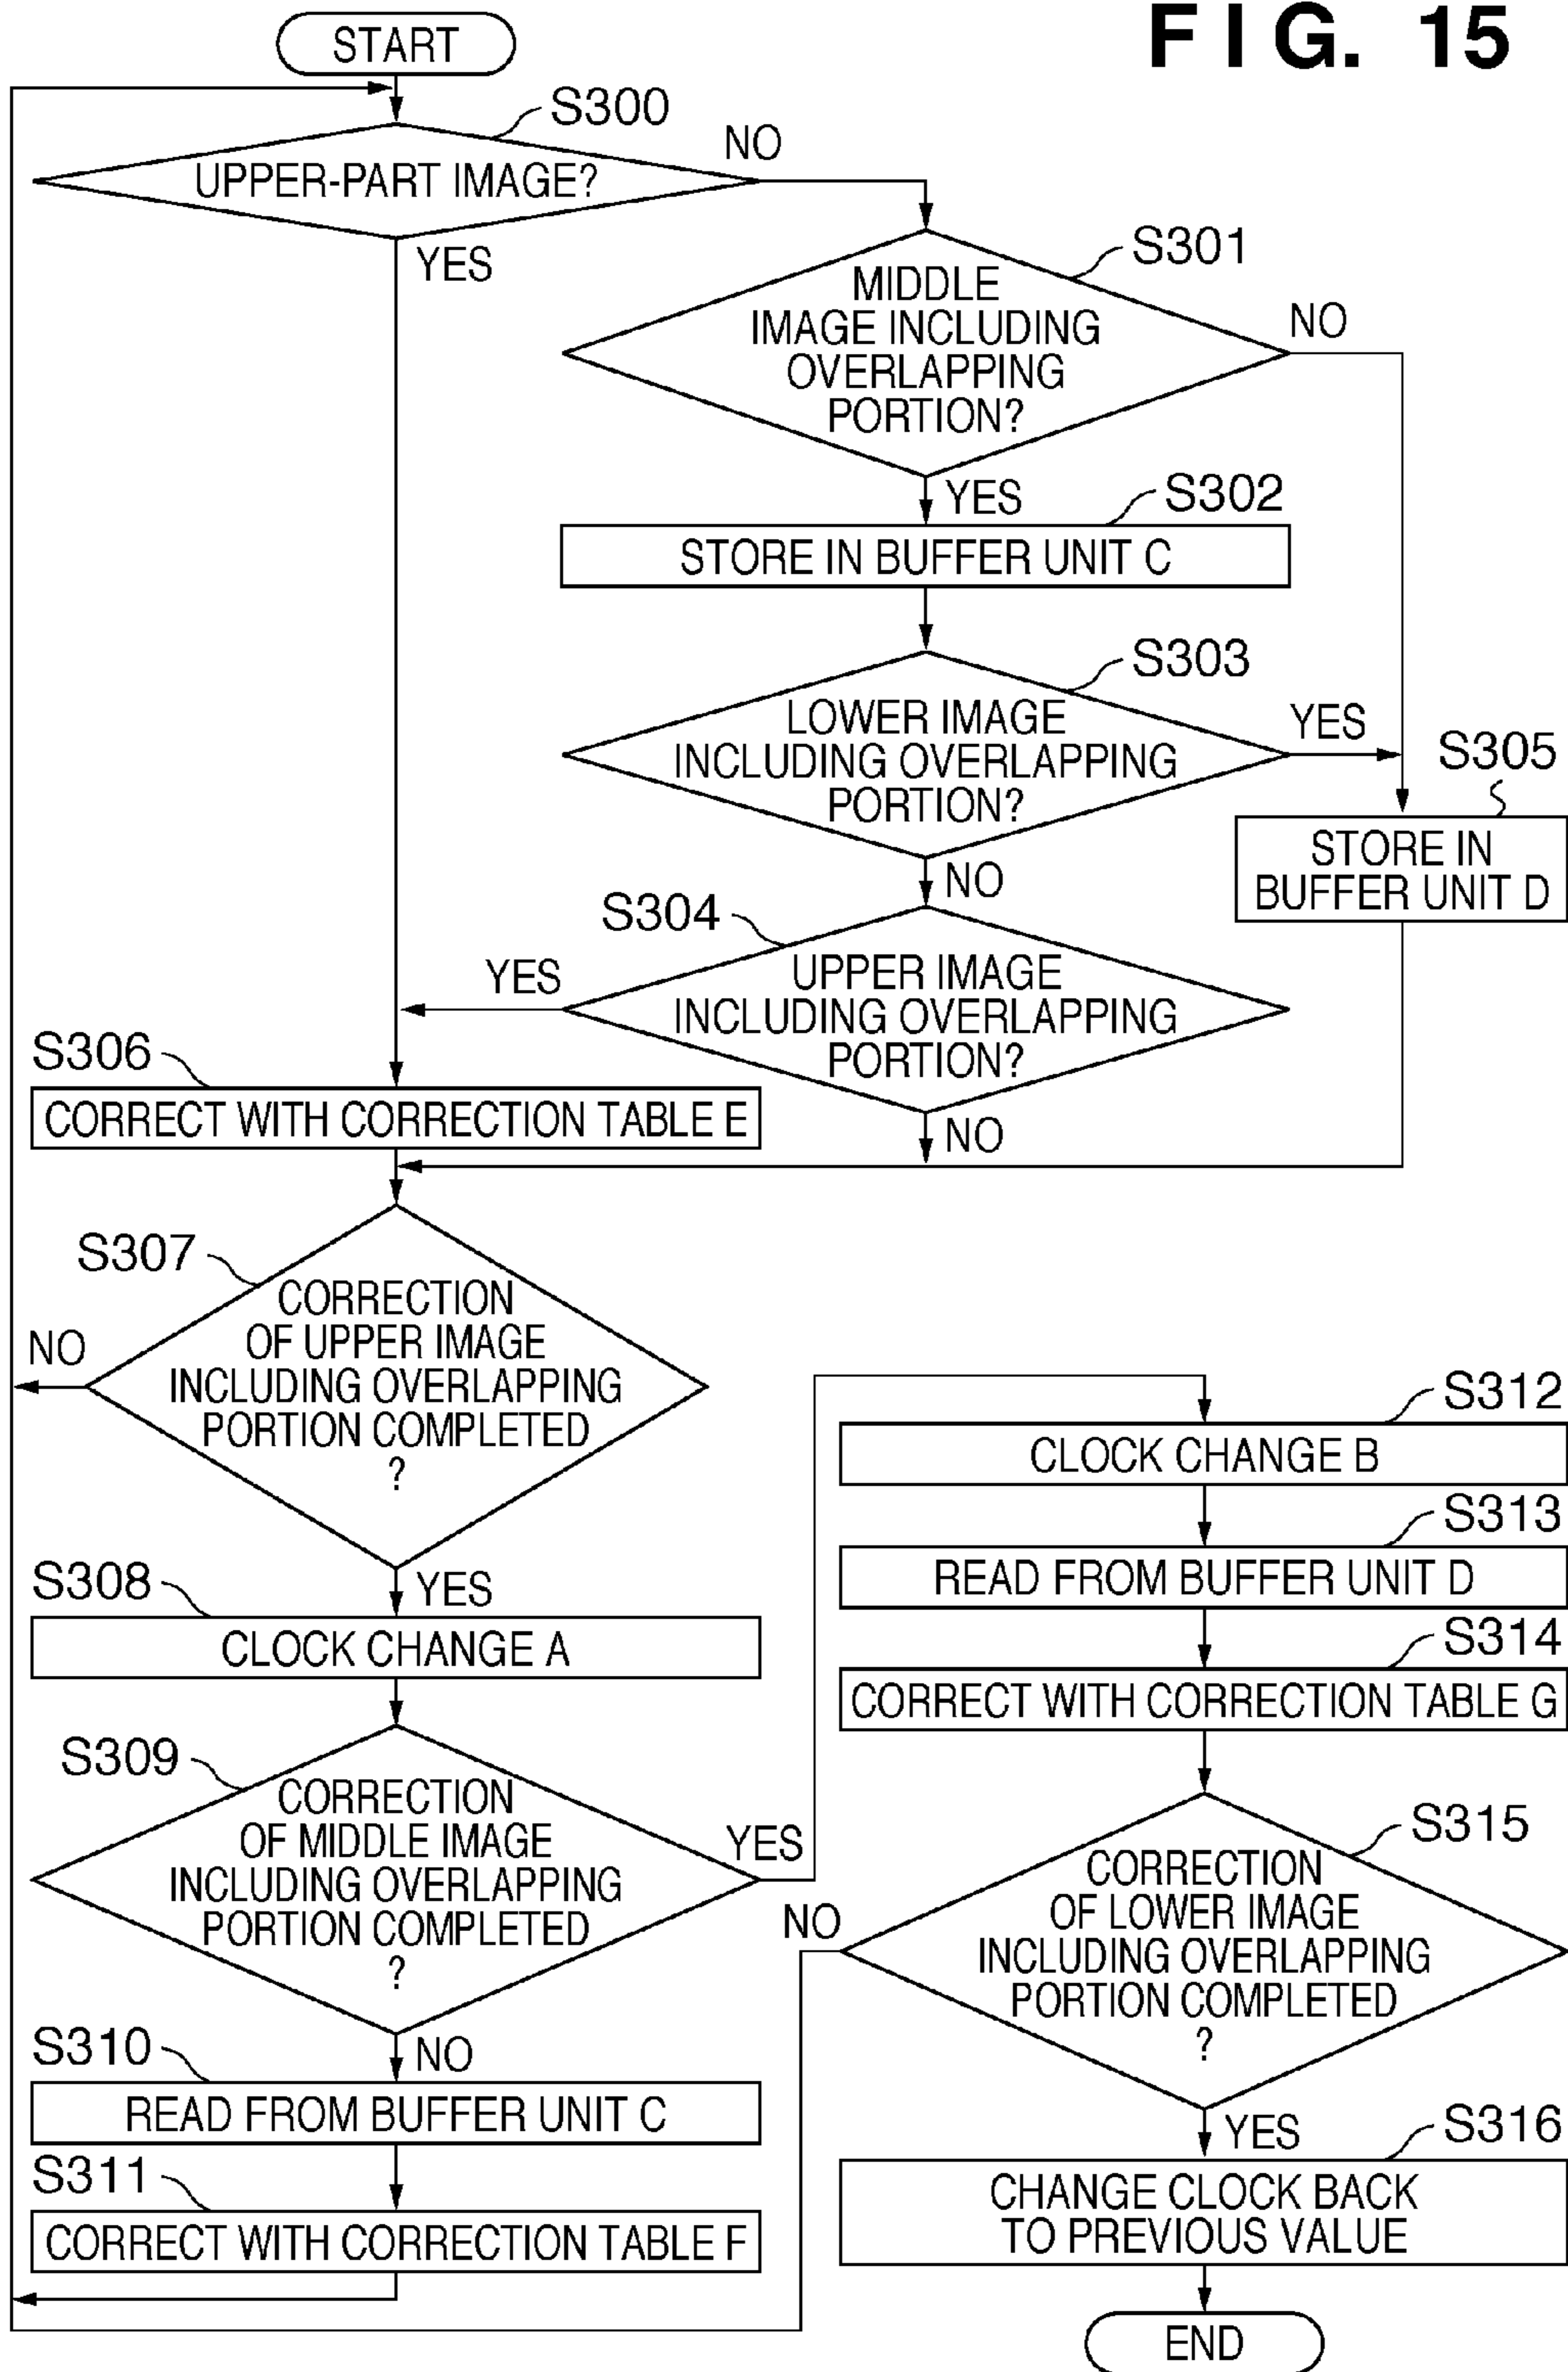 F I G. 15
START
S300
NO
UPPER-PART IMAGE?
YES
S301
MIDDLE
IMAGE INCLUDING
OVERLAPPING
PORTION?
NO
YES
S302
STORE IN BUFFER UNIT C
S303
LOWER IMAGE
INCLUDING OVERLAPPING
PORTION?
YES
NO
S305
STORE IN
BUFFER UNIT D
S304
UPPER IMAGE
INCLUDING OVERLAPPING
PORTION?
YES
NO
S306
CORRECT WITH CORRECTION TABLE E
S307
CORRECTION
OF UPPER IMAGE
INCLUDING OVERLAPPING
PORTION COMPLETED
?
NO
YES
S308
CLOCK CHANGE A
S309
CORRECTION
OF MIDDLE IMAGE
INCLUDING OVERLAPPING
PORTION COMPLETED
?
YES
NO
S310
READ FROM BUFFER UNIT C
S311
CORRECT WITH CORRECTION TABLE F
S312
CLOCK CHANGE B
S313
READ FROM BUFFER UNIT D
S314
CORRECT WITH CORRECTION TABLE G
S315
CORRECTION
OF LOWER IMAGE
INCLUDING OVERLAPPING
PORTION COMPLETED
?
NO
YES
S316
CHANGE CLOCK BACK
TO PREVIOUS VALUE
END